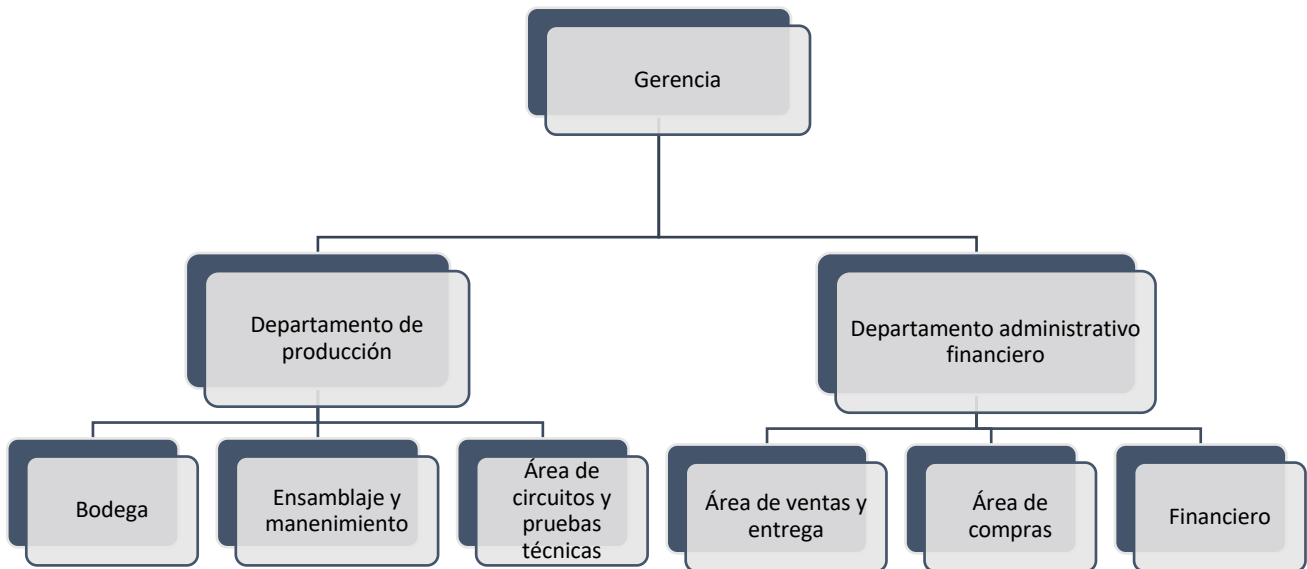 Gerencia
Departamento de
producción
Departamento administrativo
financiero
Bodega
Ensamblaje y
manenimiento
Área de
circuitos y
pruebas
técnicas
Área de ventas y
entrega
Área de
compras
Financiero